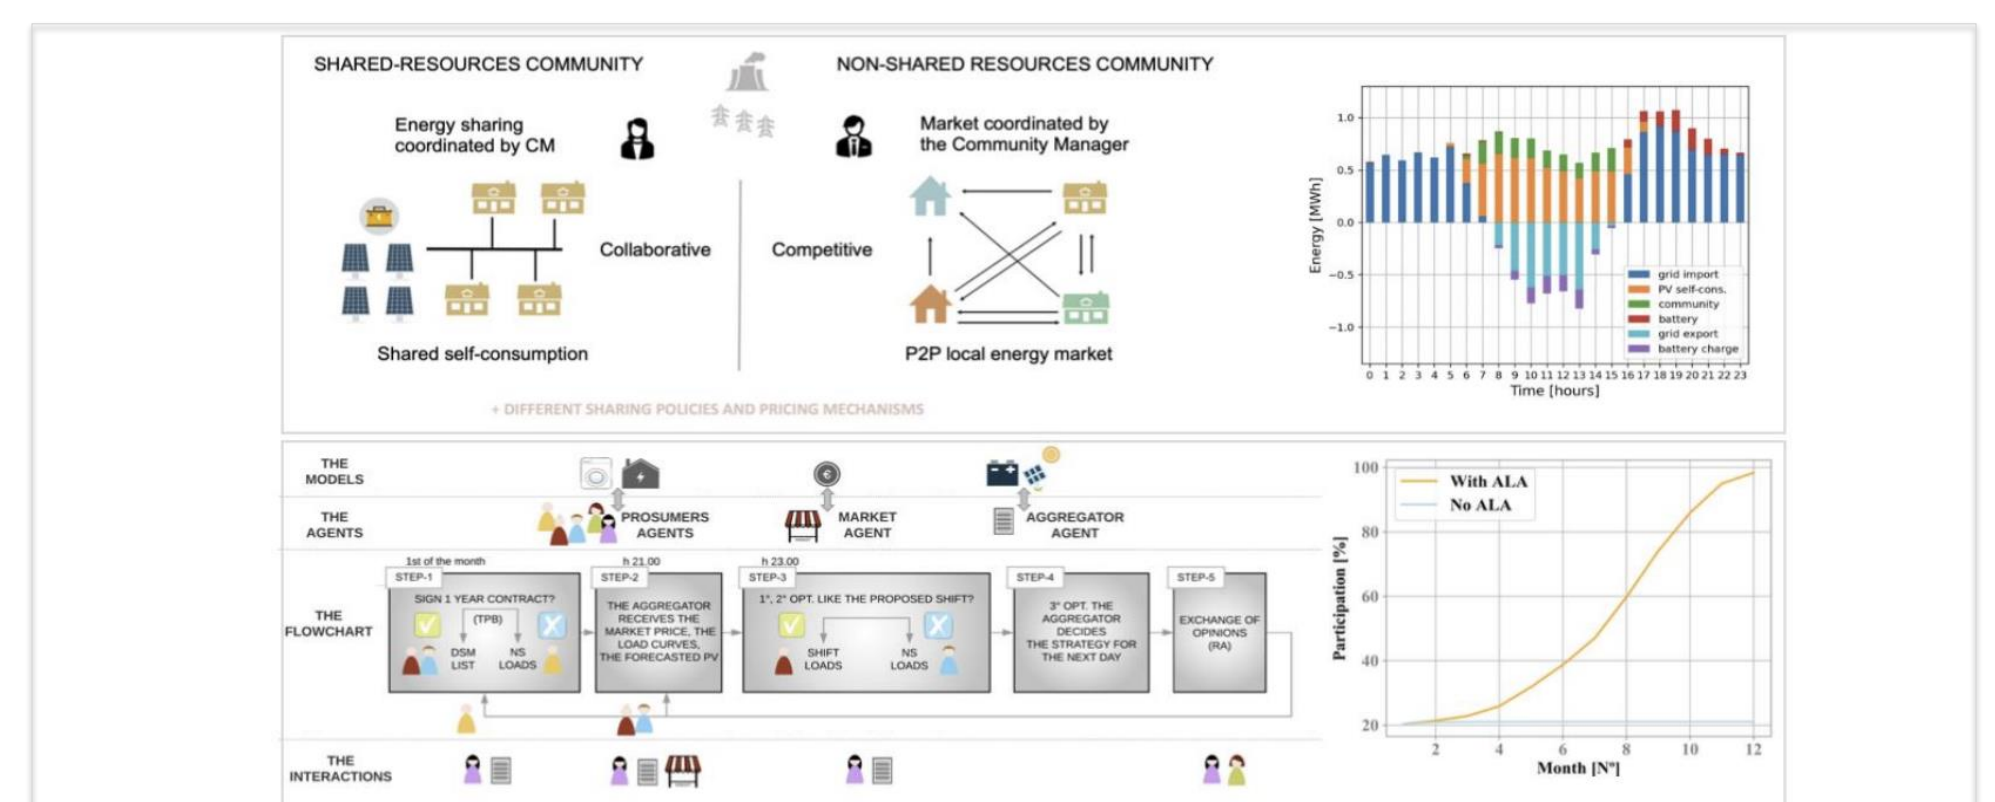 SHARED-RESOURCES COMMUNITY
NON-SHARED RESOURCES COMMUNITY
Energy sharing
coordinated by CM
Market coordinated by
the Community Manager
Collaborative
Competitive
Shared self-consumption
P2P local energy market
+ DIFFERENT SHARING POLICIES AND PRICING MECHANISMS
Energy [MWh]
1.0
0.5
0.0
−0.5
−1.0
grid import
PV self-cons.
community
battery
grid export
battery charge
0 1 2 3 4 5 6 7 8 9 10 11 12 13 14 15 16 17 18 19 20 21 22 23
Time [hours]
THE
MODELS
€
THE
AGENTS
PROSUMERS
AGENTS
MARKET
AGENT
AGGREGATOR
AGENT
THE
FLOWCHART
1st of the month
STEP-1
SIGN 1 YEAR CONTRACT?
(TPB)
DSM
LIST
NS
LOADS
h 21.00
STEP-2
THE AGGREGATOR
RECEIVES THE
MARKET PRICE, THE
LOAD CURVES,
THE FORECASTED PV
h 23.00
STEP-3
1°, 2° OPT. LIKE THE PROPOSED SHIFT?
SHIFT
LOADS
NS
LOADS
STEP-4
3° OPT. THE
AGGREGATOR
DECIDES
THE STRATEGY FOR
THE NEXT DAY
STEP-5
EXCHANGE OF
OPINIONS
(RA)
THE
INTERACTIONS
Participation [%]
100
80
60
40
20
With ALA
No ALA
2 4 6 8 10 12
Month [N°]